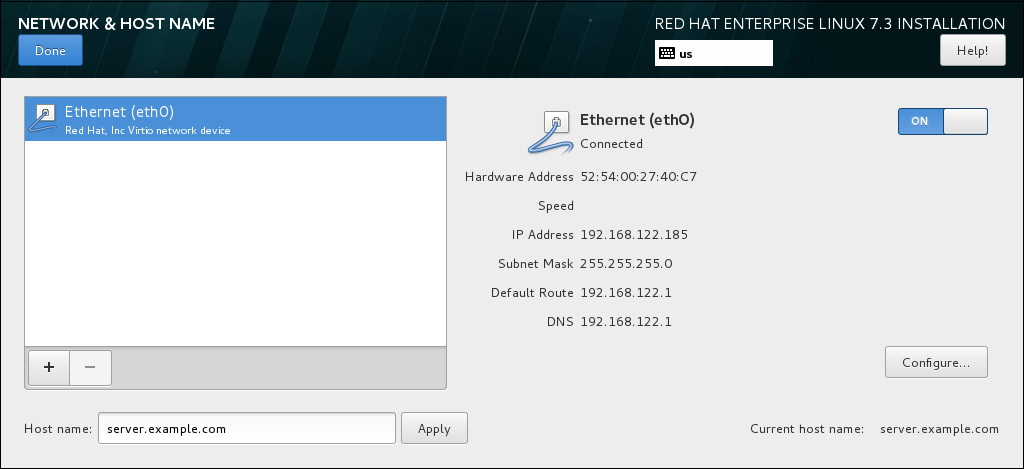 NETWORK & HOST NAME
RED HAT ENTERPRISE LINUX 7.3 INSTALLATION
Done
us
Help!
Ethernet (eth0)
Red Hat, Inc Virtio network device
Ethernet (eth0)
Connected
ON
Hardware Address 52:54:00:27:40:C7
Speed
IP Address 192.168.122.185
Subnet Mask 255.255.255.0
Default Route 192.168.122.1
DNS 192.168.122.1
+ −
Configure...
Host name: server.example.com Apply
Current host name: server.example.com